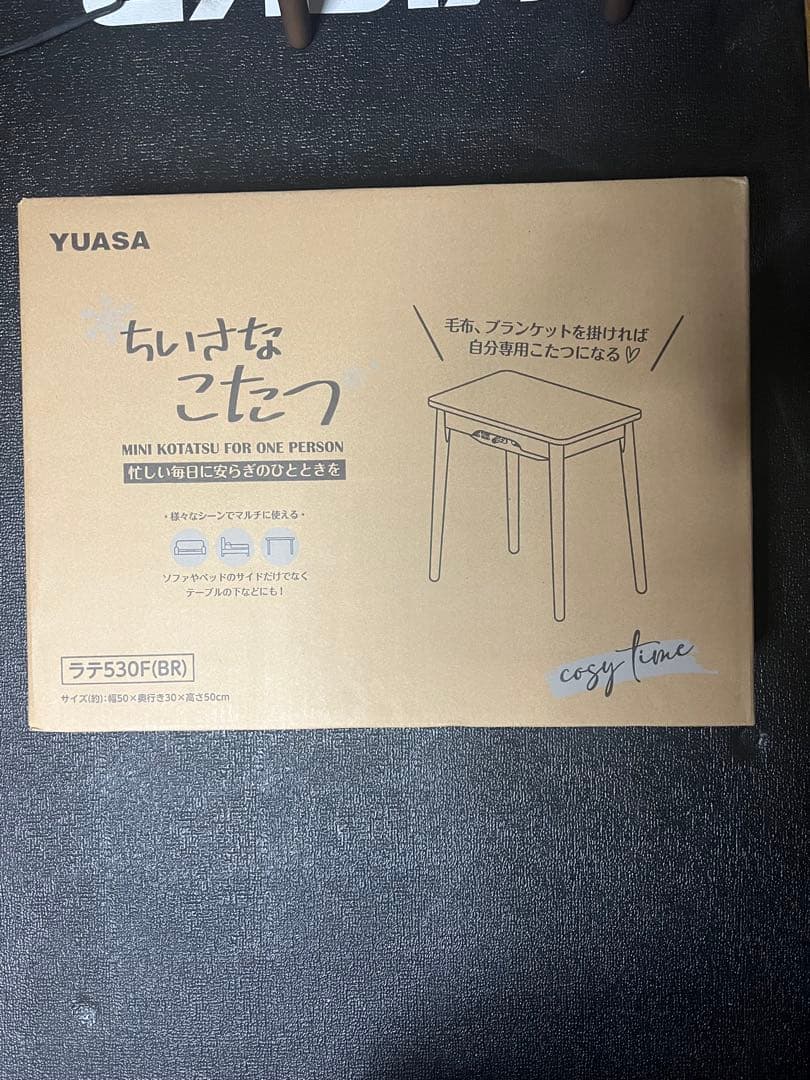 YUASA
ちいさな
こたつ
MINI KOTATSU FOR ONE PERSON
忙しい毎日に安らぎのひとときを
・様々なシーンでマルチに使える・
ソファやベッドのサイドだけでなく
テーブルの下などにも！
ラテ530F(BR)
サイズ(約)：幅50×奥行き30×高さ50cm
毛布、ブランケットを掛ければ
自分専用こたつになる♡
cosy time